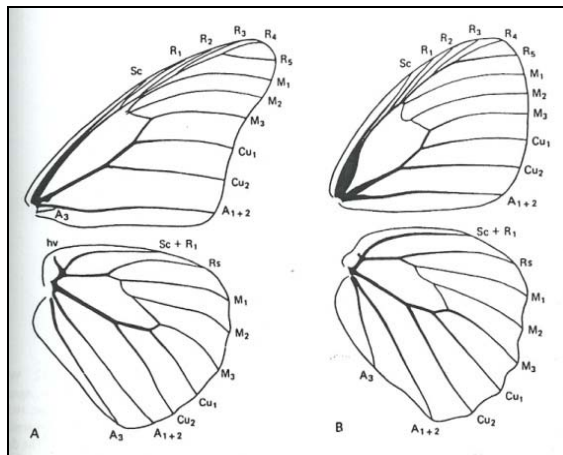 Sc R₁ R₂ R₃ R₄
R₅
M₁
M₂
M₃
Cu₁
Cu₂
A₁₊₂
A₃
hv
Sc + R₁
Rs
M₁
M₂
M₃
Cu₁
Cu₂
A₁₊₂
A₃
A
Sc R₁ R₂ R₃ R₄
R₅
M₁
M₂
M₃
Cu₁
Cu₂
A₁₊₂
Sc + R₁
Rs
M₁
M₂
M₃
Cu₁
Cu₂
A₁₊₂
A₃
B